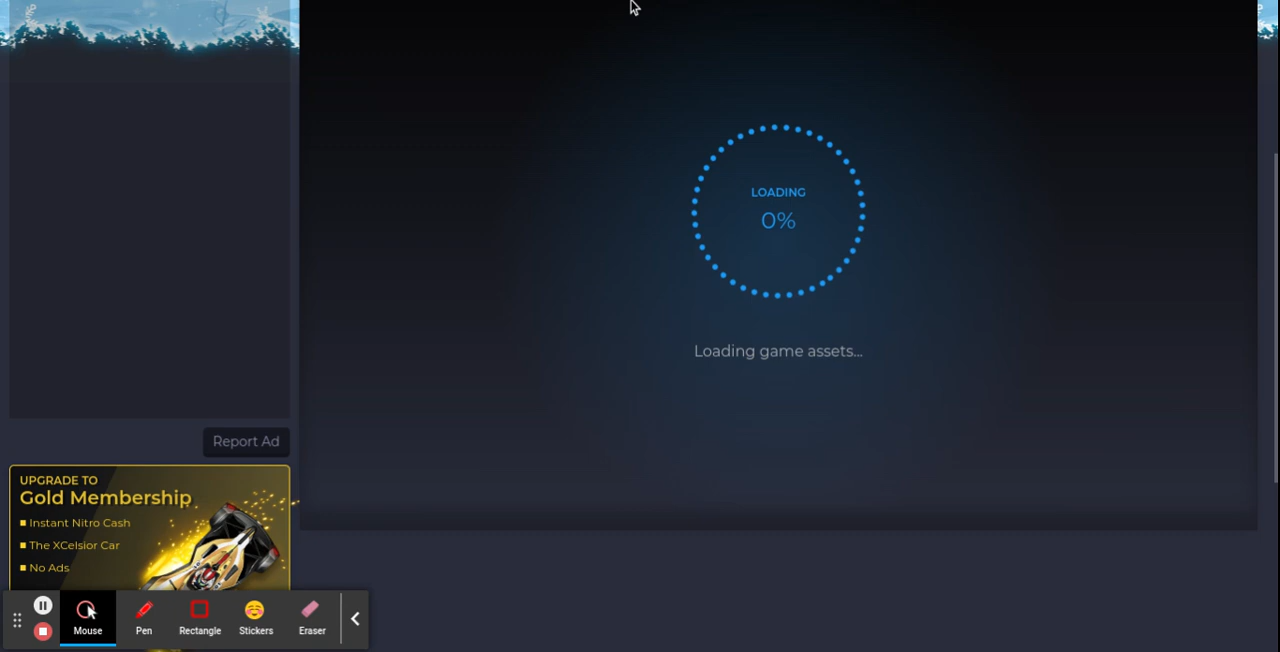 LOADING
0%
Loading game assets...
Report Ad
UPGRADE TO
Gold Membership
Instant Nitro Cash
The XCelsior Car
No Ads
Mouse
Pen
Rectangle
Stickers
Eraser